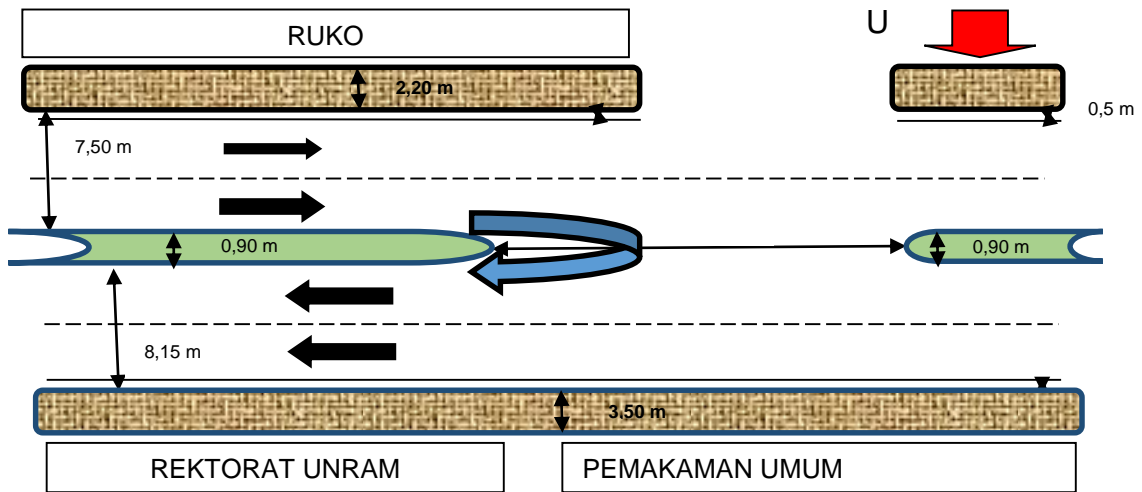 RUKO
U
2,20 m
0,5 m
7,50 m
0,90 m
0,90 m
8,15 m
3,50 m
REKTORAT UNRAM
PEMAKAMAN UMUM